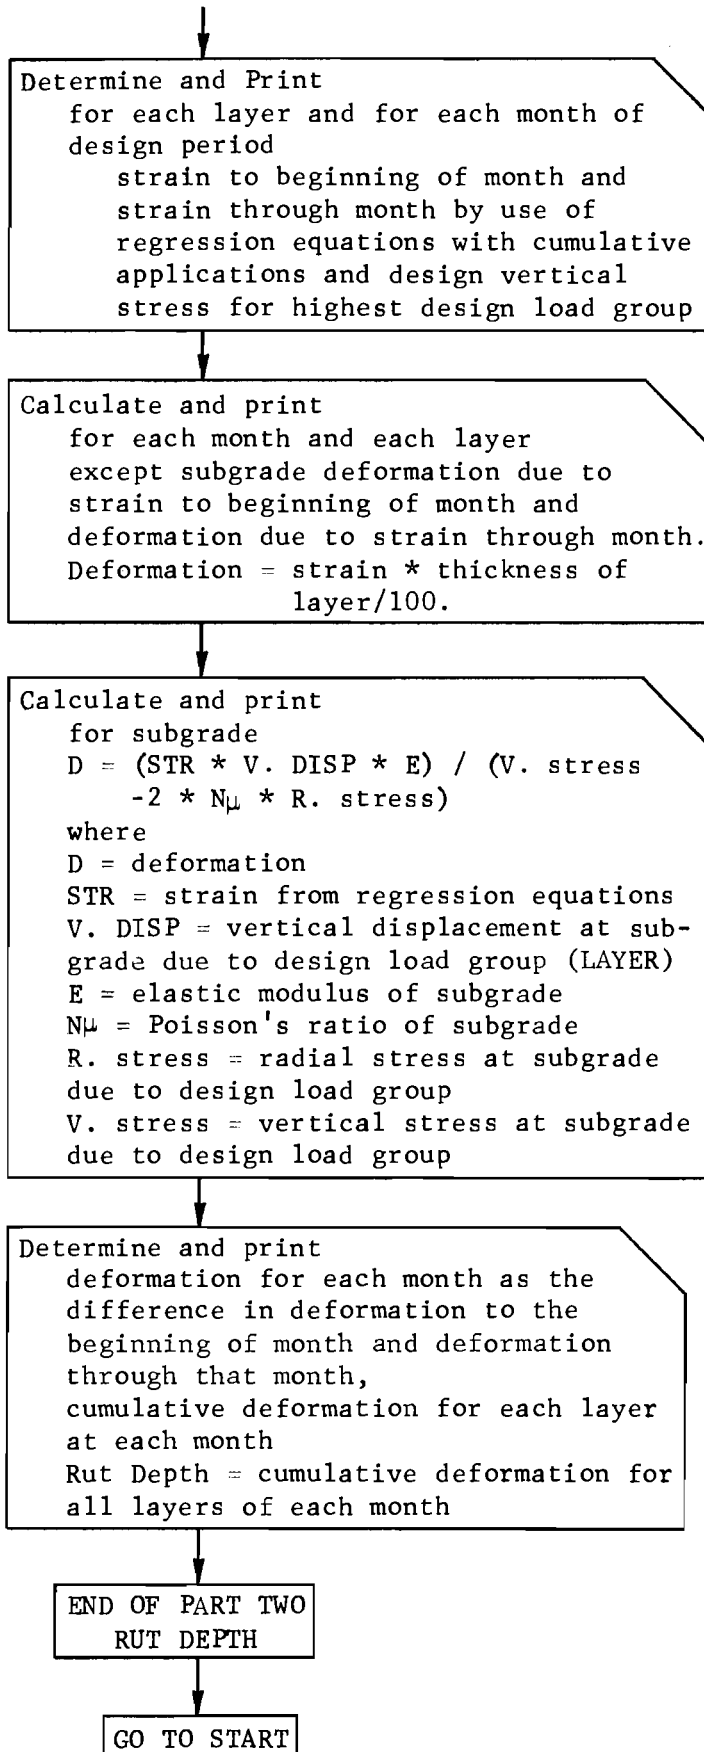 Determine and Print
for each layer and for each month of
design period
strain to beginning of month and
strain through month by use of
regression equations with cumulative
applications and design vertical
stress for highest design load group
Calculate and print
for each month and each layer
except subgrade deformation due to
strain to beginning of month and
deformation due to strain through month.
Deformation = strain * thickness of
layer/100.
Calculate and print
for subgrade
D = (STR * V. DISP * E) / (V. stress
-2 * Nμ * R. stress)
where
D = deformation
STR = strain from regression equations
V. DISP = vertical displacement at sub-
grade due to design load group (LAYER)
E = elastic modulus of subgrade
Nμ = Poisson's ratio of subgrade
R. stress = radial stress at subgrade
due to design load group
V. stress = vertical stress at subgrade
due to design load group
Determine and print
deformation for each month as the
difference in deformation to the
beginning of month and deformation
through that month,
cumulative deformation for each layer
at each month
Rut Depth = cumulative deformation for
all layers of each month
END OF PART TWO
RUT DEPTH
GO TO START